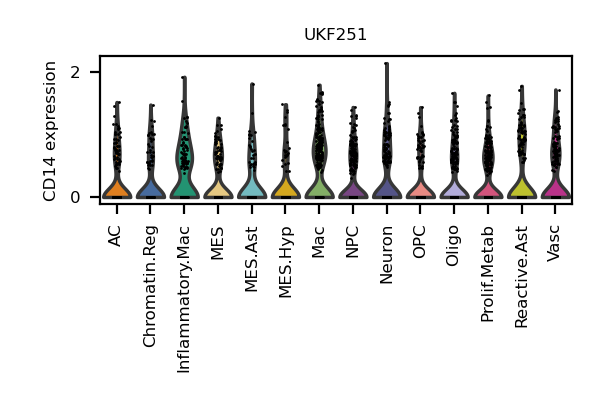 UKF251
CD14 expression
2
0
AC
Chromatin.Reg
Inflammatory.Mac
MES
MES.Ast
MES.Hyp
Mac
NPC
Neuron
OPC
Oligo
Prolif.Metab
Reactive.Ast
Vasc